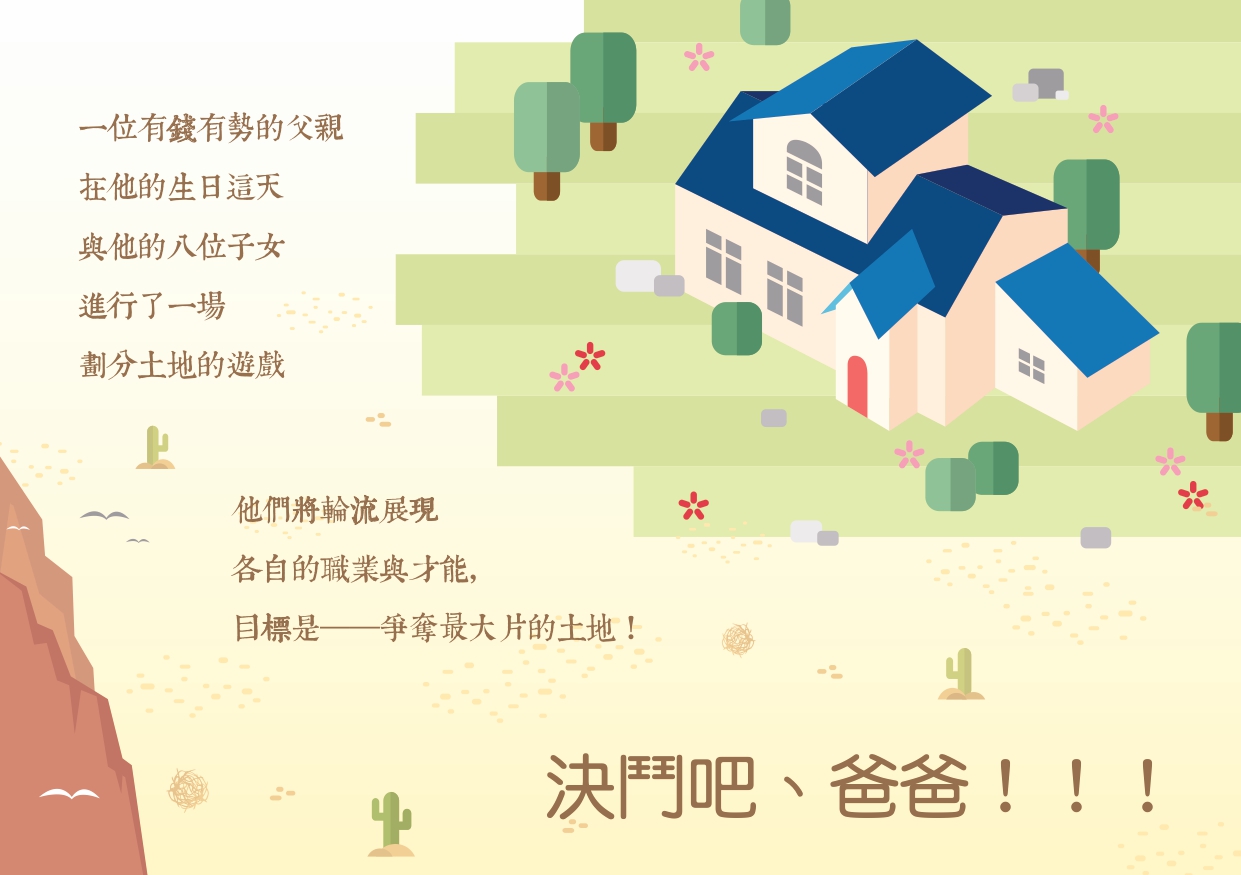 一位有錢有勢的父親
在他的生日這天
與他的八位子女
進行了一場
劃分土地的遊戲
他們將輪流展現
各自的職業與才能,
目標是——爭奪最大片的土地！
決鬥吧、爸爸！！！